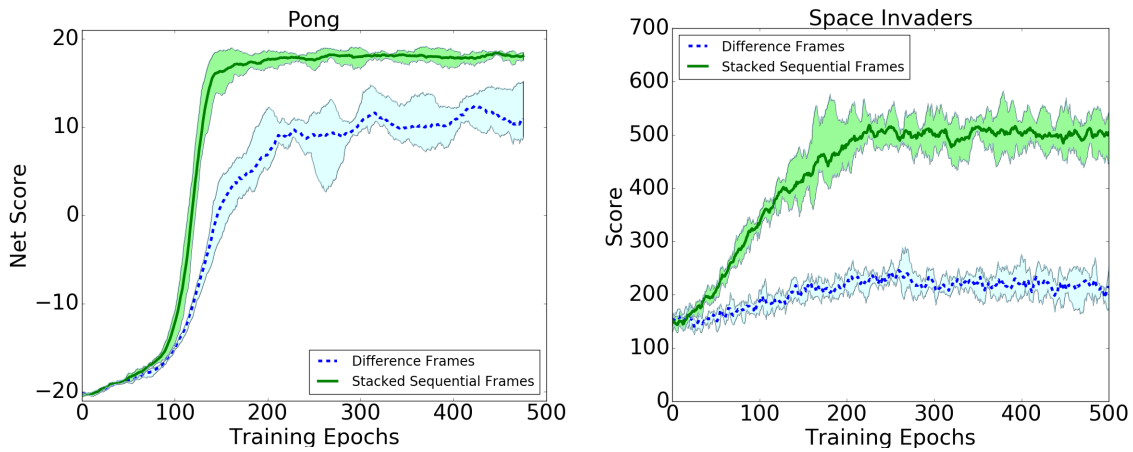 Pong
20
10
0
−10
−20
Net Score
0
100
200
300
400
500
Training Epochs
Difference Frames
Stacked Sequential Frames
Space Invaders
700
600
500
400
300
200
100
0
Score
0
100
200
300
400
500
Training Epochs
Difference Frames
Stacked Sequential Frames